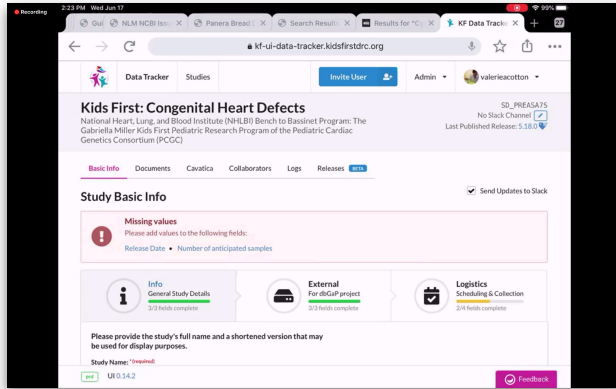 2:23 PM Wed Jun 17
99%
Recording
Gui
NLM NCBI Issu
Panera Bread
Search Results
Results for "Cy
KF Data Tracke
27
kf-ui-data-tracker.kidsfirstdrc.org
Data Tracker
Studies
Invite User
Admin
valerieacotton
Kids First: Congenital Heart Defects
National Heart, Lung, and Blood Institute (NHLBI) Bench to Bassinet Program: The
Gabriella Miller Kids First Pediatric Research Program of the Pediatric Cardiac
Genetics Consortium (PCGC)
SD_PREASA7S
No Slack Channel
Last Published Release: 5.18.0
Basic Info
Documents
Cavatica
Collaborators
Logs
Releases BETA
Study Basic Info
Send Updates to Slack
Missing values
Please add values to the following fields:
Release Date • Number of anticipated samples
Info
General Study Details
3/3 fields complete
External
For dbGaP project
3/3 fields complete
Logistics
Scheduling & Collection
2/4 fields complete
Please provide the study's full name and a shortened version that may
be used for display purposes.
Study Name: *(required)
prd UI 0.14.2
Feedback